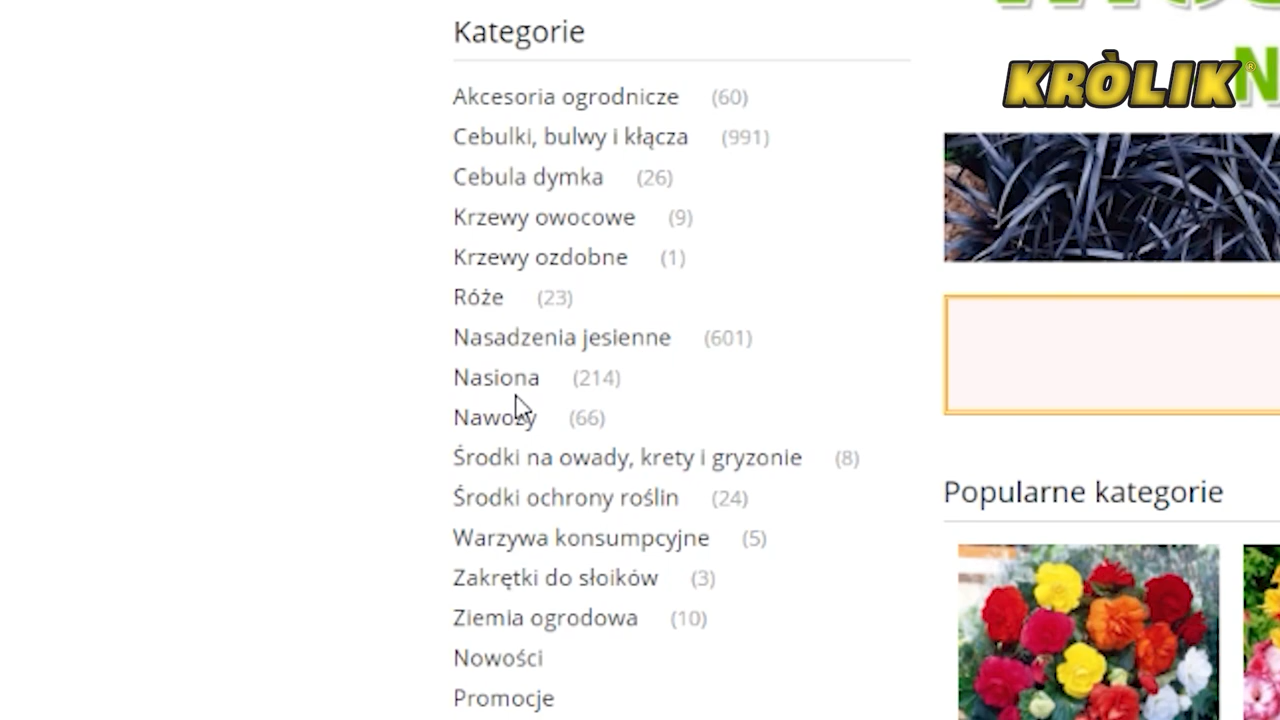 Kategorie
Akcesoria ogrodnicze (60)
Cebulki, bulwy i kłącza (991)
Cebula dymka (26)
Krzewy owocowe (9)
Krzewy ozdobne (1)
Róże (23)
Nasadzenia jesienne (601)
Nasiona (214)
Nawozy (66)
Środki na owady, krety i gryzonie (8)
Środki ochrony roślin (24)
Warzywa konsumpcyjne (5)
Zakrętki do słoików (3)
Ziemia ogrodowa (10)
Nowości
Promocje
KRÒLIK®
Popularne kategorie